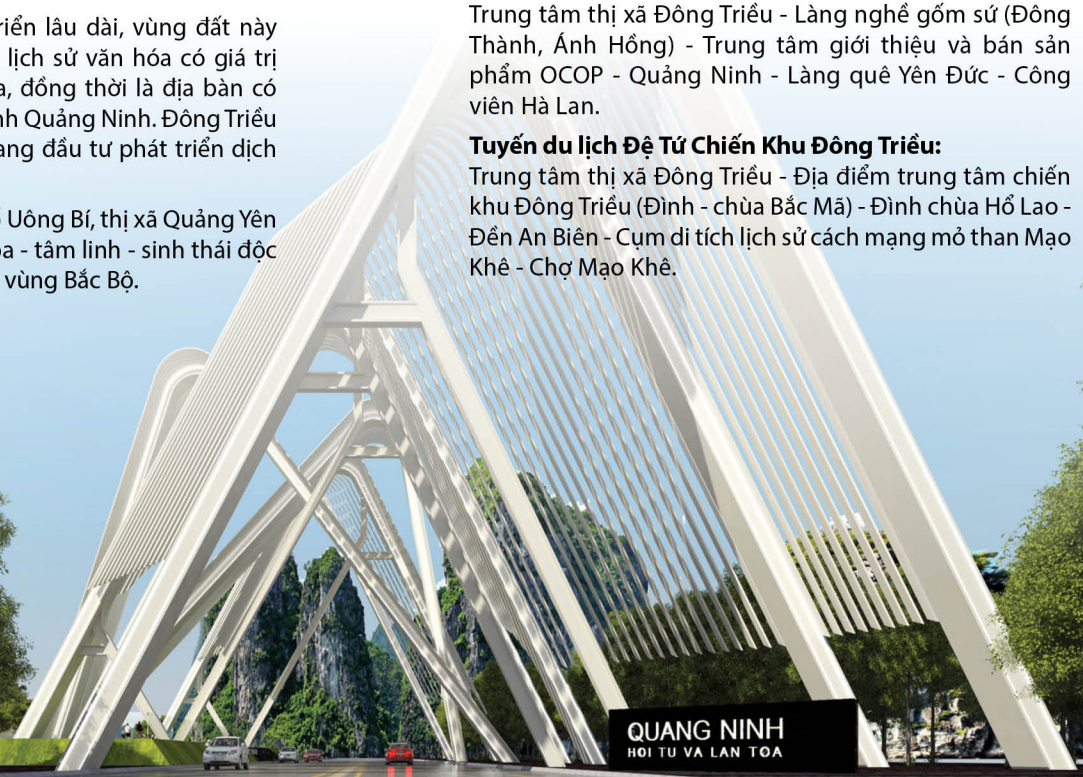 riển lâu dài, vùng đất này
lịch sử văn hóa có giá trị
a, đồng thời là địa bàn có
nh Quảng Ninh. Đông Triều
ang đầu tư phát triển dịch
Uông Bí, thị xã Quảng Yên
oa - tâm linh - sinh thái độc
vùng Bắc Bộ.
Trung tâm thị xã Đông Triều - Làng nghề gốm sứ (Đông
Thành, Ánh Hồng) - Trung tâm giới thiệu và bán sản
phẩm OCOP - Quảng Ninh - Làng quê Yên Đức - Công
viên Hà Lan.
Tuyến du lịch Đệ Tứ Chiến Khu Đông Triều:
Trung tâm thị xã Đông Triều - Địa điểm trung tâm chiến
khu Đông Triều (Đình - chùa Bắc Mã) - Đình chùa Hổ Lao -
Đền An Biên - Cụm di tích lịch sử cách mạng mỏ than Mạo
Khê - Chợ Mạo Khê.
QUANG NINH
HOI TU VA LAN TOA